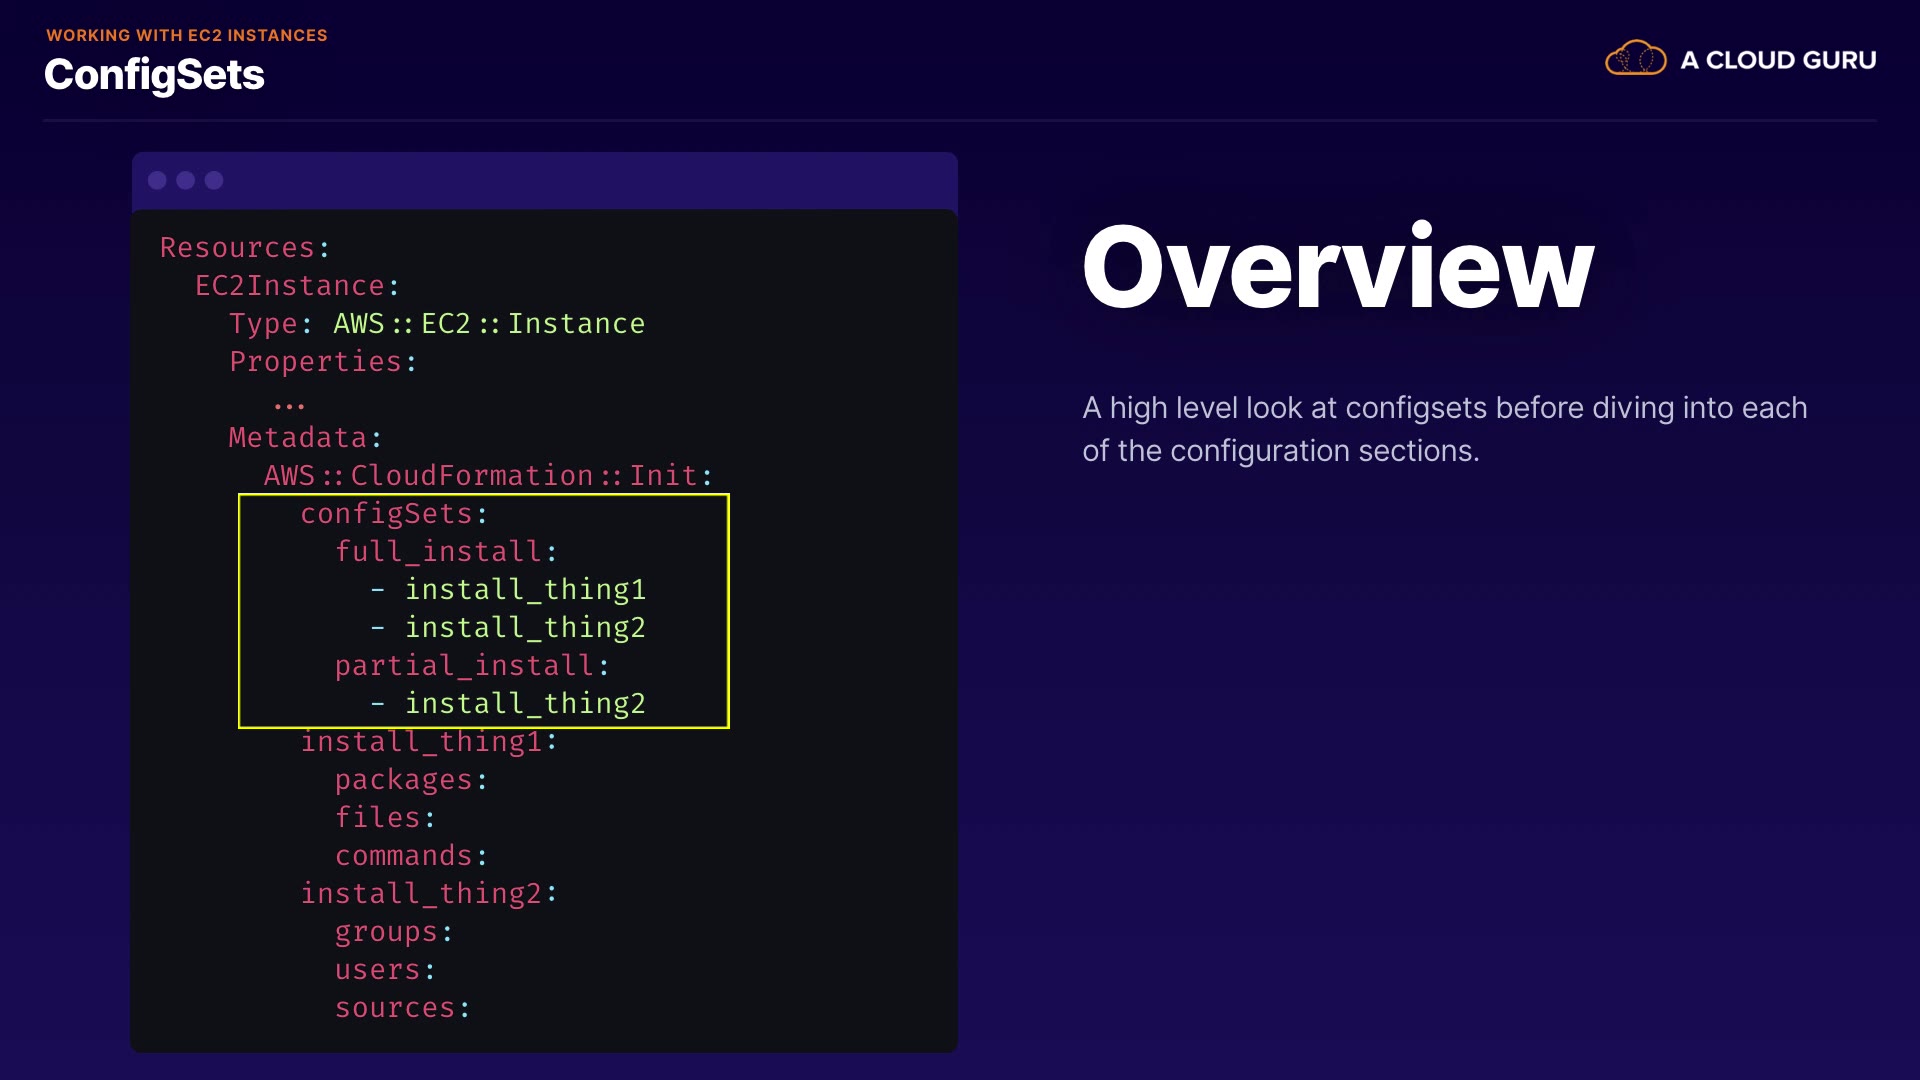 WORKING WITH EC2 INSTANCES
ConfigSets
A CLOUD GURU
Resources:
  EC2Instance:
    Type: AWS::EC2::Instance
    Properties:
      ...
    Metadata:
      AWS::CloudFormation::Init:
        configSets:
          full_install:
            - install_thing1
            - install_thing2
          partial_install:
            - install_thing2
        install_thing1:
          packages:
          files:
          commands:
        install_thing2:
          groups:
          users:
          sources:
Overview
A high level look at configsets before diving into each
of the configuration sections.